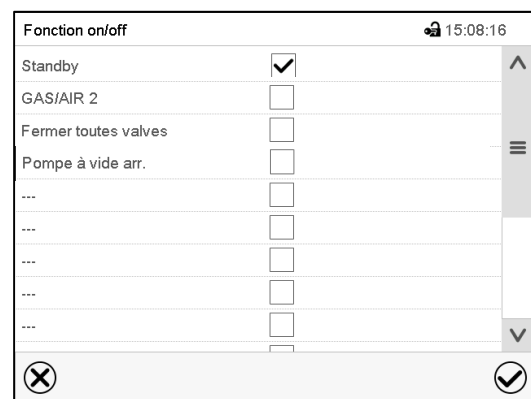 Fonction on/off 15:08:16
Standby
GAS/AIR 2
Fermer toutes valves
Pompe à vide arr.
---
---
---
---
---